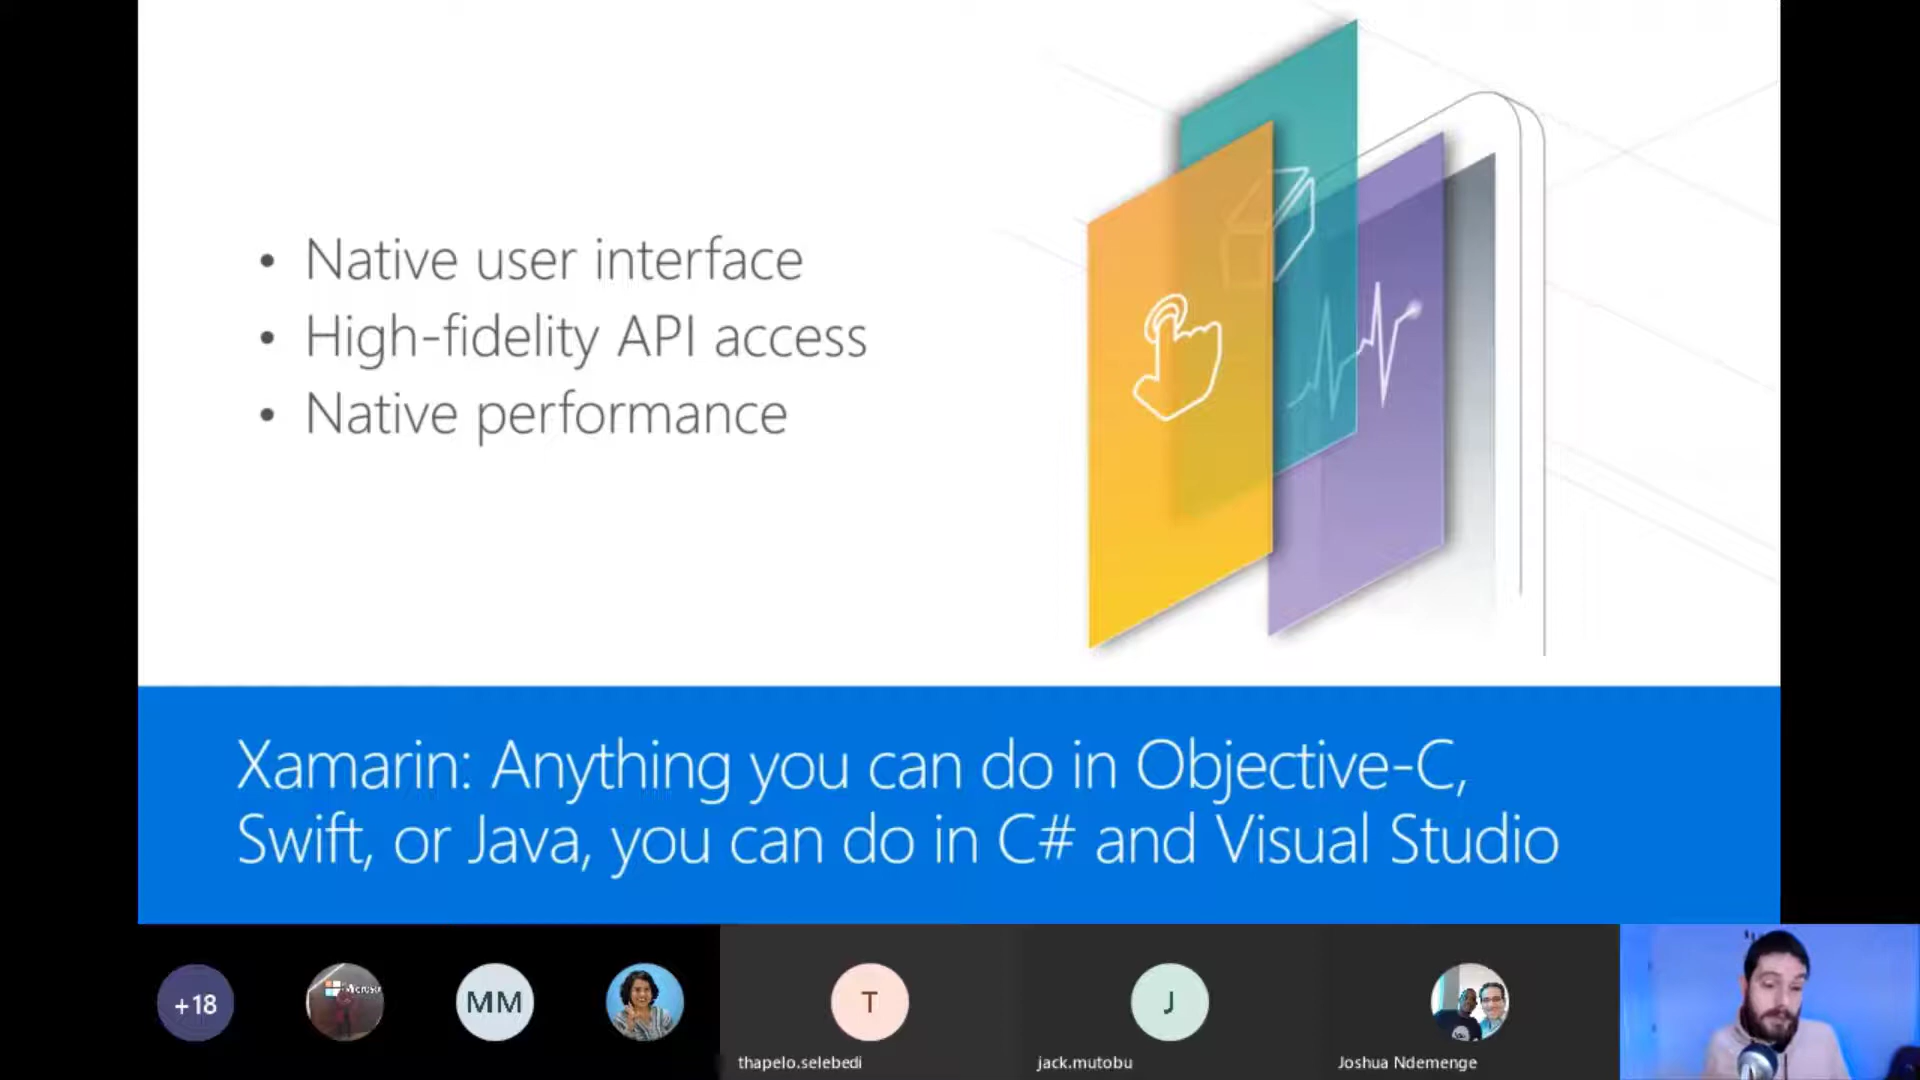 • Native user interface
• High-fidelity API access
• Native performance
Xamarin: Anything you can do in Objective-C,
Swift, or Java, you can do in C# and Visual Studio
+18
MM
T
J
thapelo.selebedi
jack.mutobu
Joshua Ndemenge